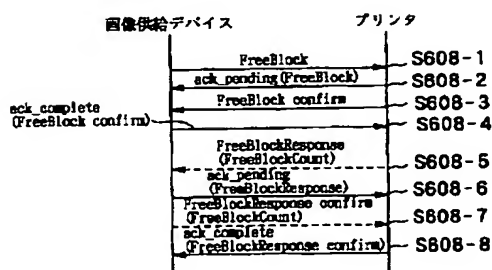 画像供給デバイス プリンタ
FreeBlock S608-1
ack_pending(FreeBlock) S608-2
FreeBlock confirm S608-3
ack_complete
(FreeBlock confirm) S608-4
FreeBlockResponse
(FreeBlockCount) S608-5
ack_pending
(FreeBlockResponse) S608-6
FreeBlockResponse confirm
(FreeBlockCount) S608-7
ack_complete
(FreeBlockResponse confirm) S608-8